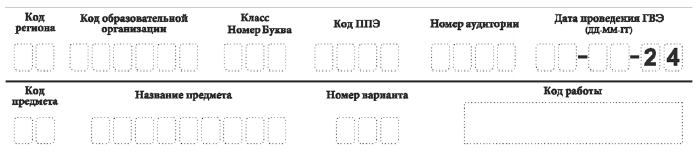 Код региона
Код образовательной организации
Класс
Номер Буква
Код ППЭ
Номер аудитории
Дата проведения ГВЭ
(ДД-ММ-ГГ)
- -24
Код предмета
Название предмета
Номер варианта
Код работы